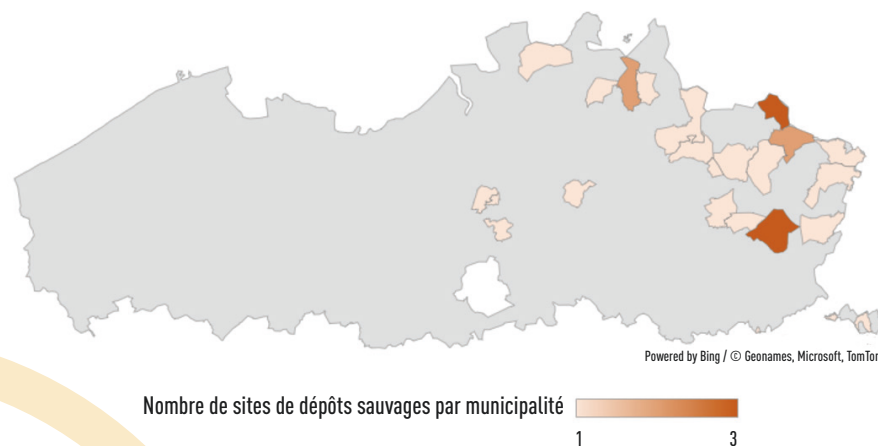 Powered by Bing / © Geonames, Microsoft, TomTom
Nombre de sites de dépôts sauvages par municipalité
1 3